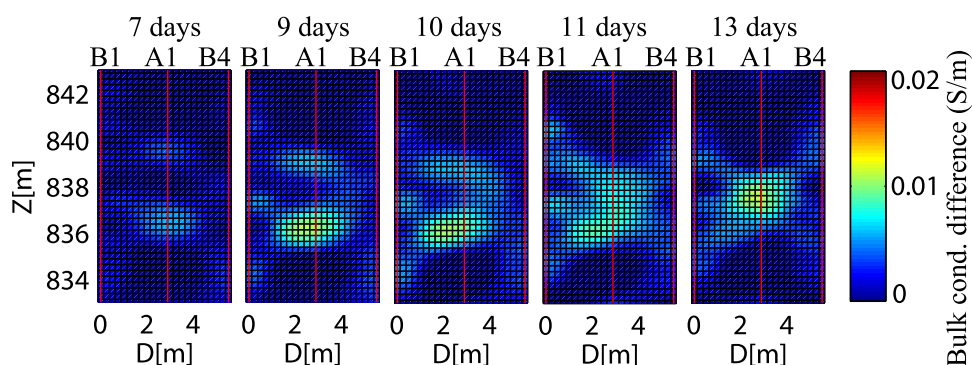 7 days 9 days 10 days 11 days 13 days
B1 A1 B4 B1 A1 B4 B1 A1 B4 B1 A1 B4 B1 A1 B4
842
840
838
836
834
Z[m]
0 2 4 0 2 4 0 2 4 0 2 4 0 2 4
D[m] D[m] D[m] D[m] D[m]
0.02
0.01
0
Bulk cond. difference (S/m)